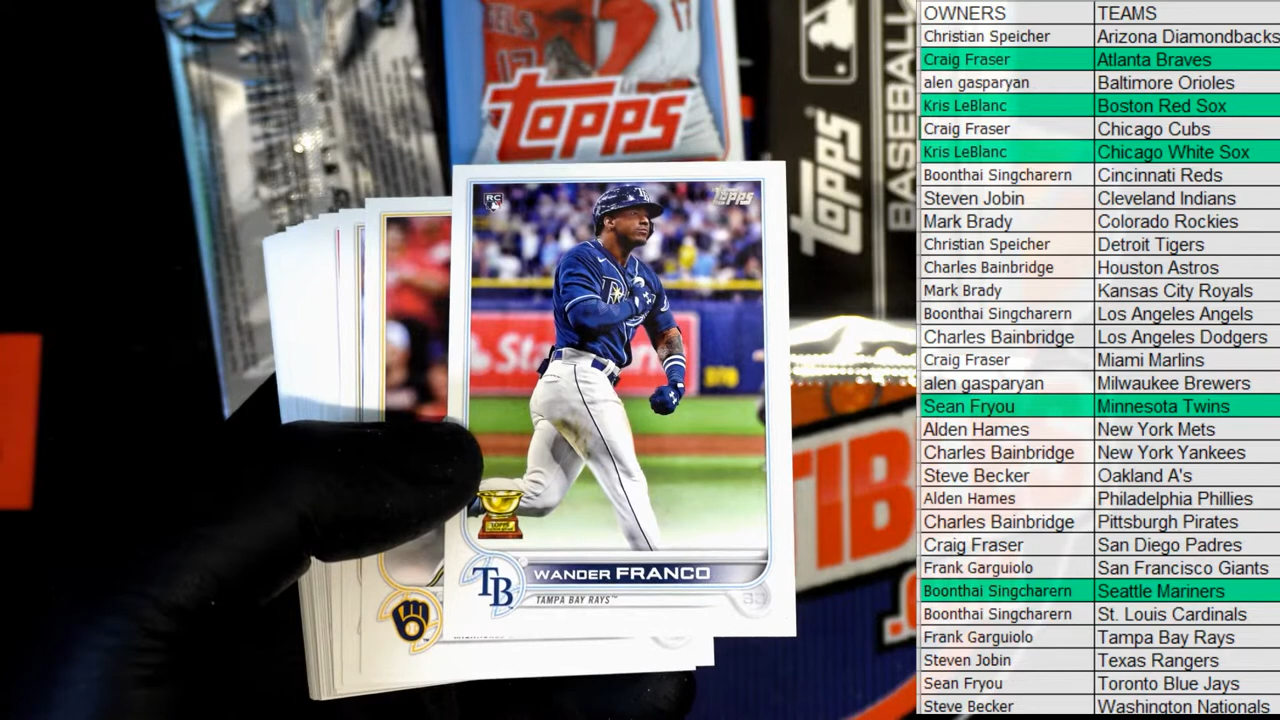 ELS
17
17
TOPPS
TOPPS
BASEBALL
RC
TOPPS
TB
WANDER FRANCO
TAMPA BAY RAYS™
OWNERS TEAMS
Christian Speicher Arizona Diamondbacks
Craig Fraser Atlanta Braves
alen gasparyan Baltimore Orioles
Kris LeBlanc Boston Red Sox
Craig Fraser Chicago Cubs
Kris LeBlanc Chicago White Sox
Boonthai Singcharern Cincinnati Reds
Steven Jobin Cleveland Indians
Mark Brady Colorado Rockies
Christian Speicher Detroit Tigers
Charles Bainbridge Houston Astros
Mark Brady Kansas City Royals
Boonthai Singcharern Los Angeles Angels
Charles Bainbridge Los Angeles Dodgers
Craig Fraser Miami Marlins
alen gasparyan Milwaukee Brewers
Sean Fryou Minnesota Twins
Alden Hames New York Mets
Charles Bainbridge New York Yankees
Steve Becker Oakland A's
Alden Hames Philadelphia Phillies
Charles Bainbridge Pittsburgh Pirates
Craig Fraser San Diego Padres
Frank Garguiolo San Francisco Giants
Boonthai Singcharern Seattle Mariners
Boonthai Singcharern St. Louis Cardinals
Frank Garguiolo Tampa Bay Rays
Steven Jobin Texas Rangers
Sean Fryou Toronto Blue Jays
Steve Becker Washington Nationals